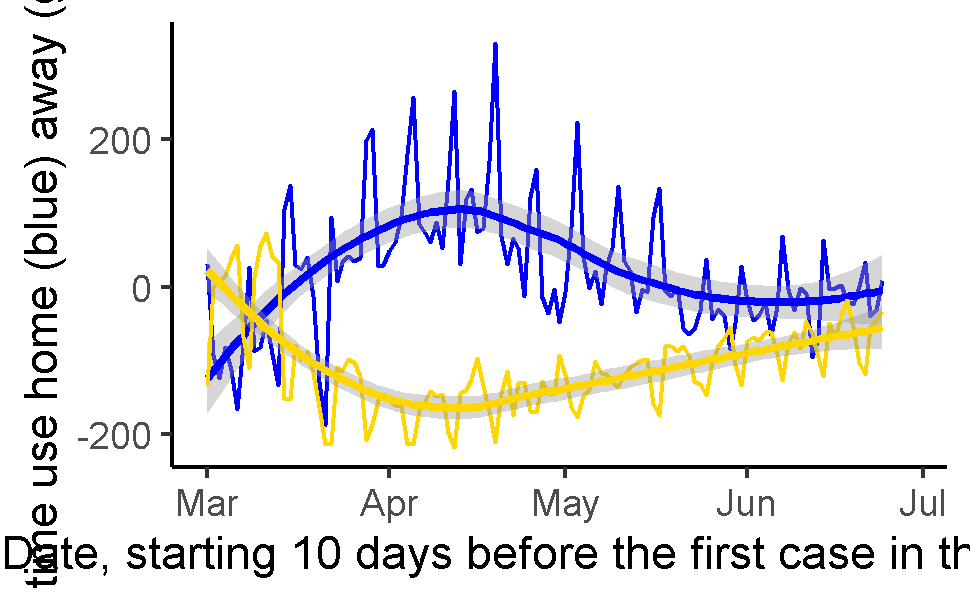 time use home (blue) away (
200
0
-200
Mar Apr May Jun Jul
Date, starting 10 days before the first case in th